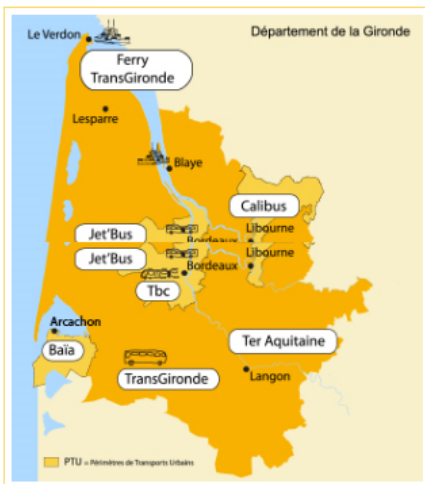 Département de la Gironde
Le Verdon
Ferry
TransGironde
Lesparre
Blaye
Calibus
Jet'Bus
Bordeaux
Libourne
Jet'Bus
Bordeaux
Libourne
Tbc
Arcachon
Baïa
Ter Aquitaine
TransGironde
Langon
PTU = Périmètres de Transports Urbains